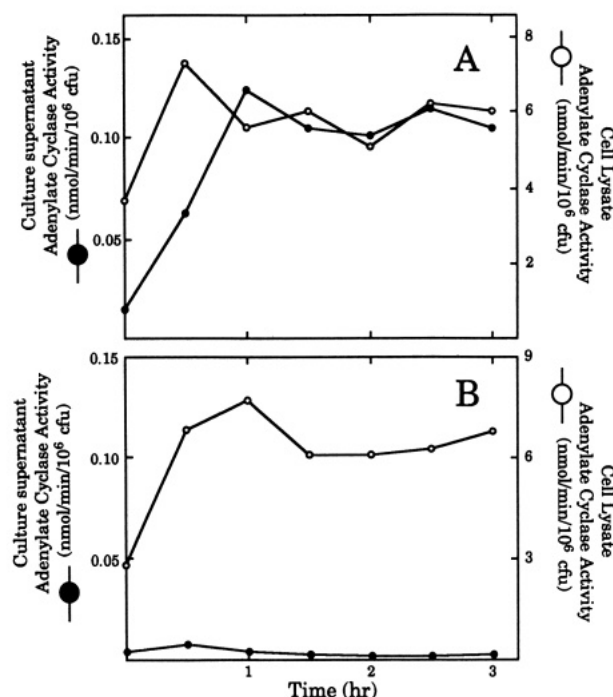 Culture supernatant
Adenylate Cyclase Activity
(nmol/min/10⁶ cfu)
0.15
0.10
0.05
A
8
6
4
2
Cell Lysate
Adenylate Cyclase Activity
(nmol/min/10⁶ cfu)
Culture supernatant
Adenylate Cyclase Activity
(nmol/min/10⁶ cfu)
0.15
0.10
0.05
B
9
6
3
Cell Lysate
Adenylate Cyclase Activity
(nmol/min/10⁶ cfu)
1 2 3
Time (hr)